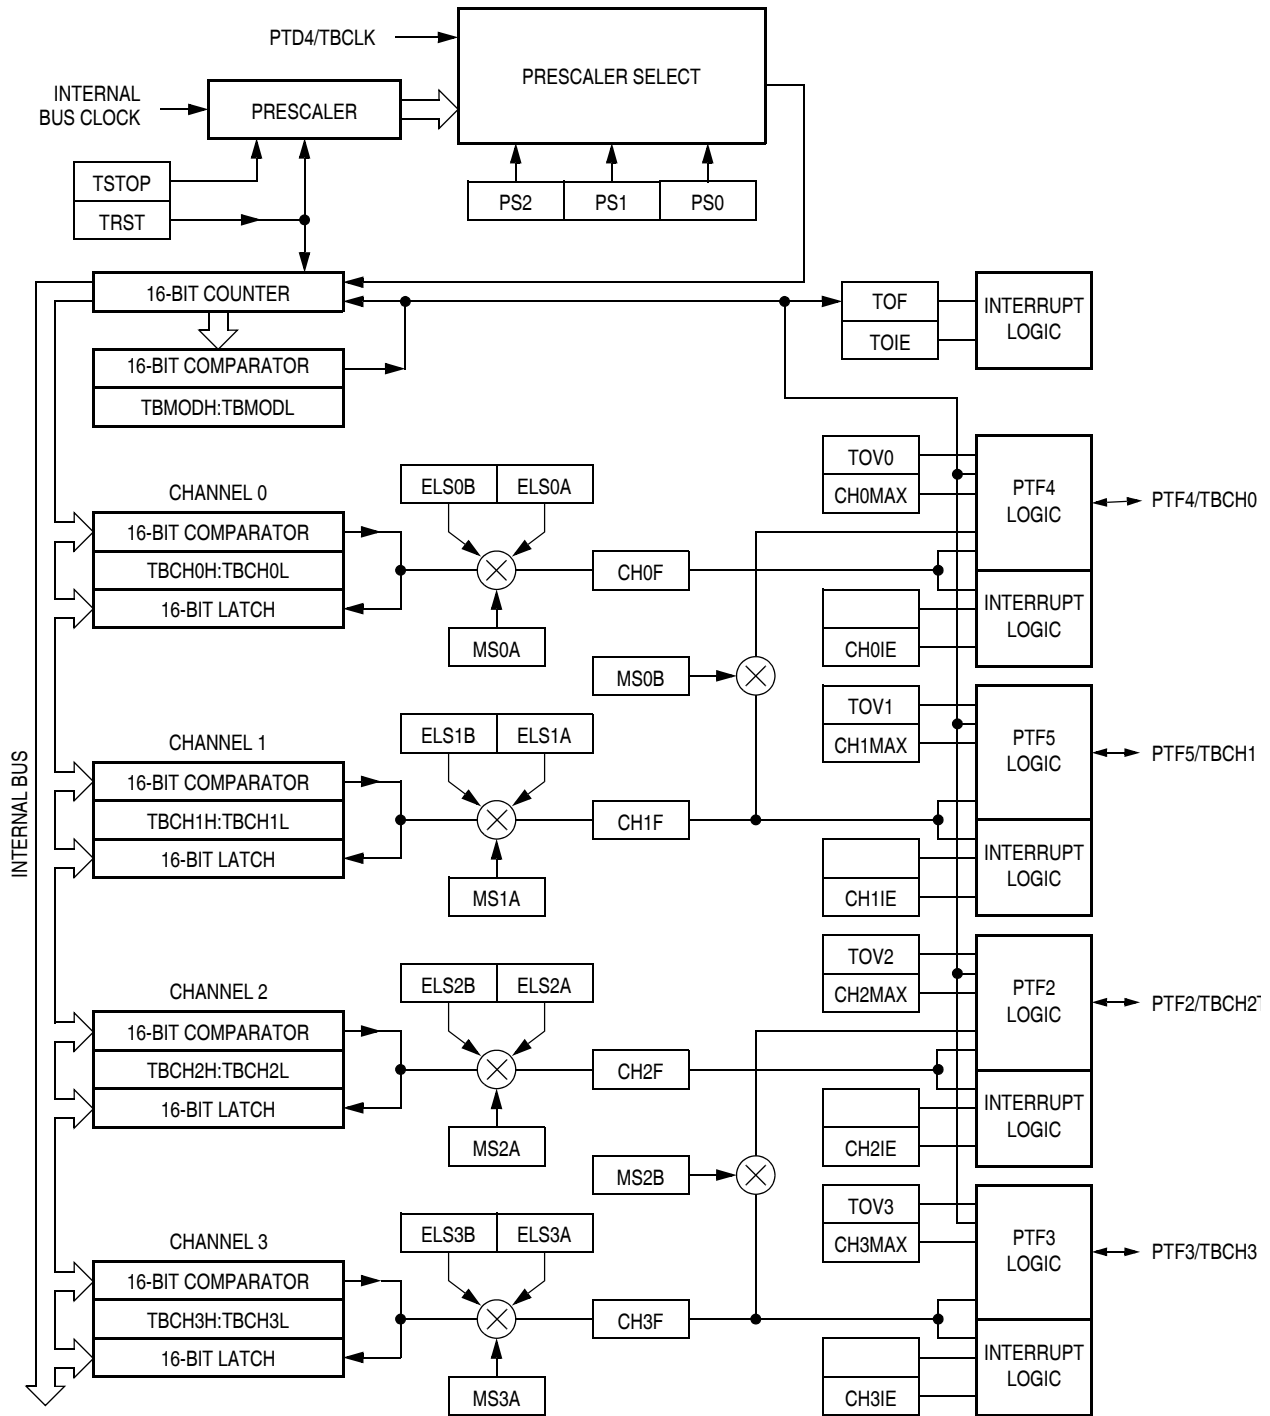 PTD4/TBCLK
PRESCALER SELECT
INTERNAL
BUS CLOCK
PRESCALER
TSTOP
TRST
PS2 PS1 PS0
16-BIT COUNTER
16-BIT COMPARATOR
TBMODH:TBMODL
TOF
TOIE
INTERRUPT
LOGIC
INTERNAL BUS
CHANNEL 0
16-BIT COMPARATOR
TBCH0H:TBCH0L
16-BIT LATCH
ELS0B ELS0A
MS0A
CH0F
MS0B
TOV0
CH0MAX
PTF4
LOGIC
PTF4/TBCH0
INTERRUPT
LOGIC
CH0IE
CHANNEL 1
16-BIT COMPARATOR
TBCH1H:TBCH1L
16-BIT LATCH
ELS1B ELS1A
MS1A
CH1F
TOV1
CH1MAX
PTF5
LOGIC
PTF5/TBCH1
INTERRUPT
LOGIC
CH1IE
CHANNEL 2
16-BIT COMPARATOR
TBCH2H:TBCH2L
16-BIT LATCH
ELS2B ELS2A
MS2A
CH2F
MS2B
TOV2
CH2MAX
PTF2
LOGIC
PTF2/TBCH2T
INTERRUPT
LOGIC
CH2IE
CHANNEL 3
16-BIT COMPARATOR
TBCH3H:TBCH3L
16-BIT LATCH
ELS3B ELS3A
MS3A
CH3F
TOV3
CH3MAX
PTF3
LOGIC
PTF3/TBCH3
INTERRUPT
LOGIC
CH3IE